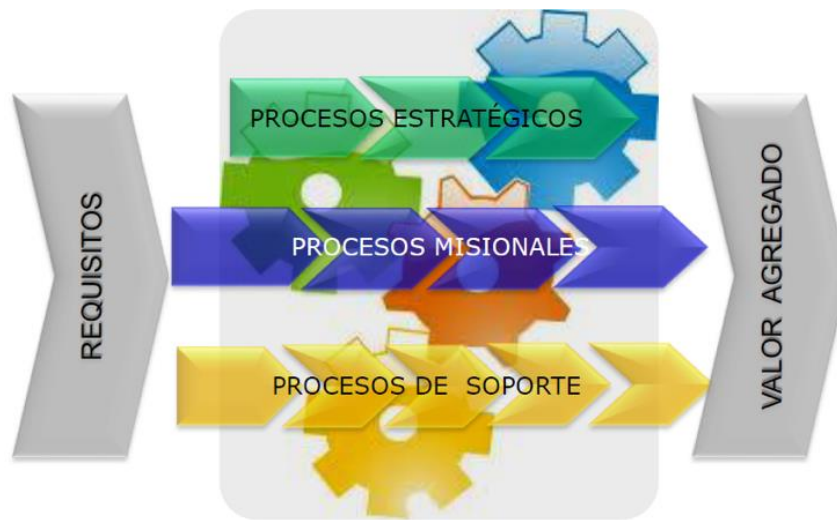 REQUISITOS
PROCESOS ESTRATÉGICOS
PROCESOS MISIONALES
PROCESOS DE SOPORTE
VALOR AGREGADO